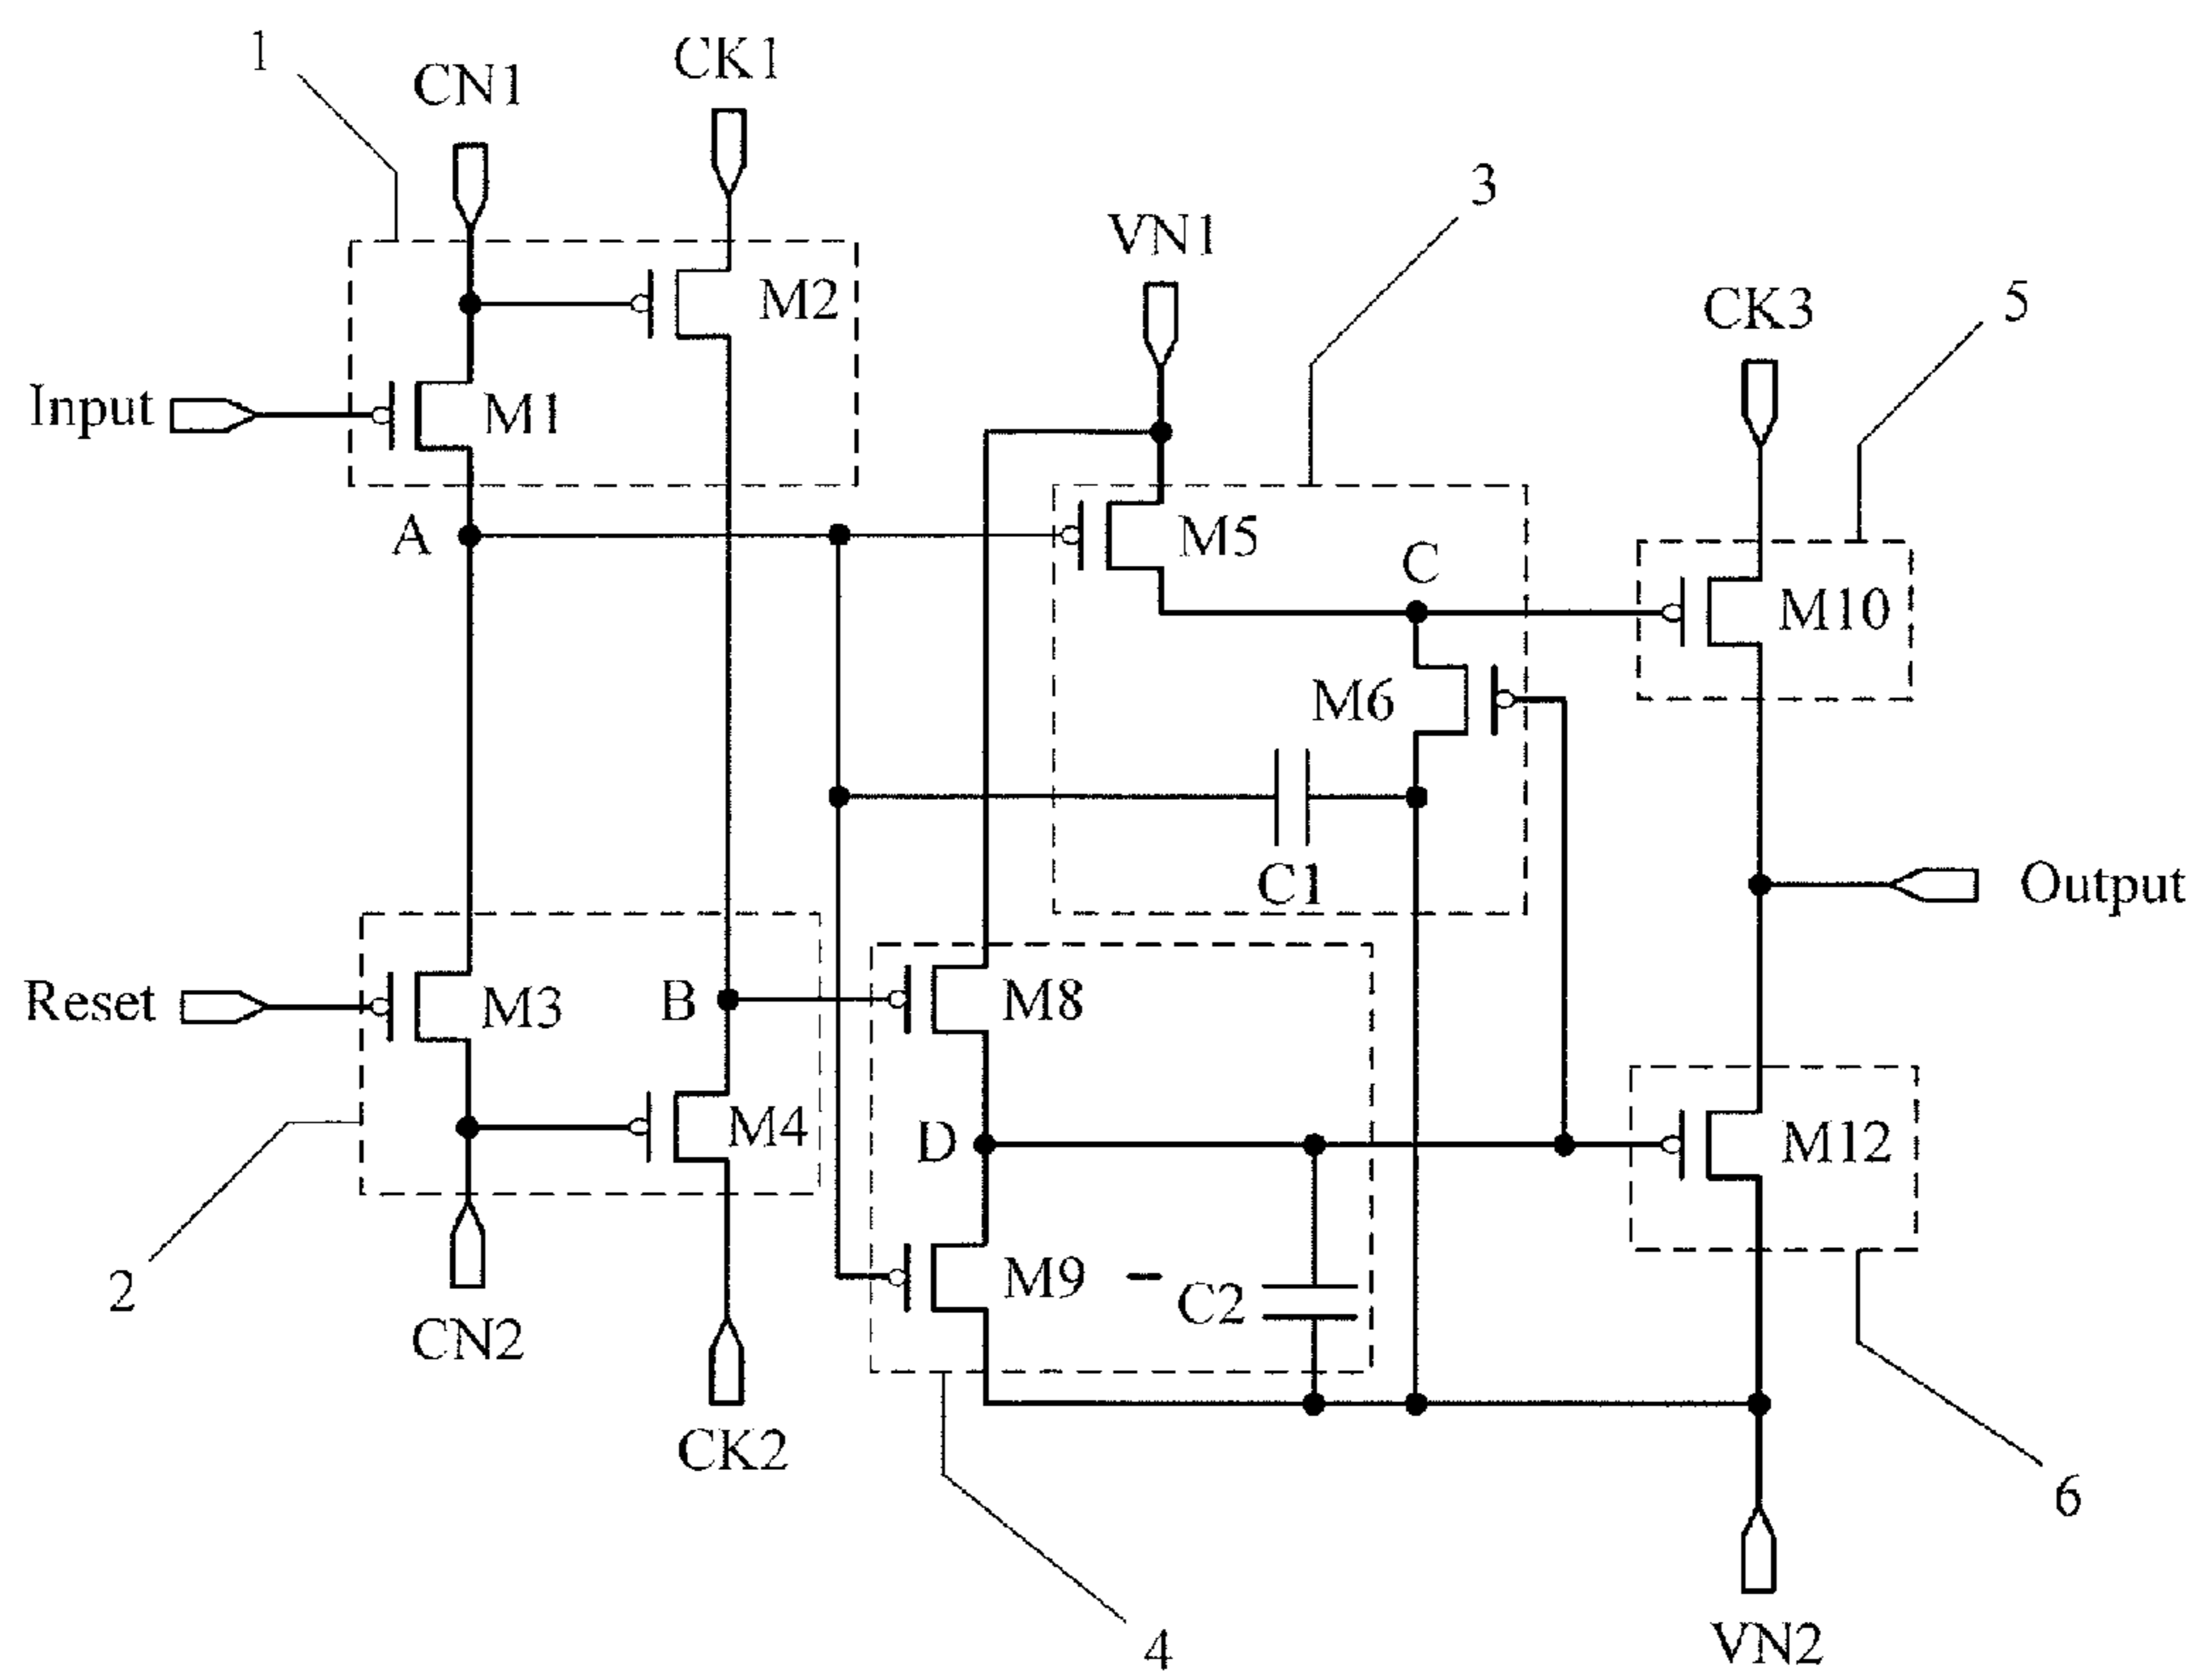 1
CN1
CK1
3
VN1
M2
CK3
5
Input
M1
A
M5
C
M10
M6
C1
Output
Reset
M3
B
M8
M4
D
M12
2
M9
C2
CN2
CK2
6
4
VN2